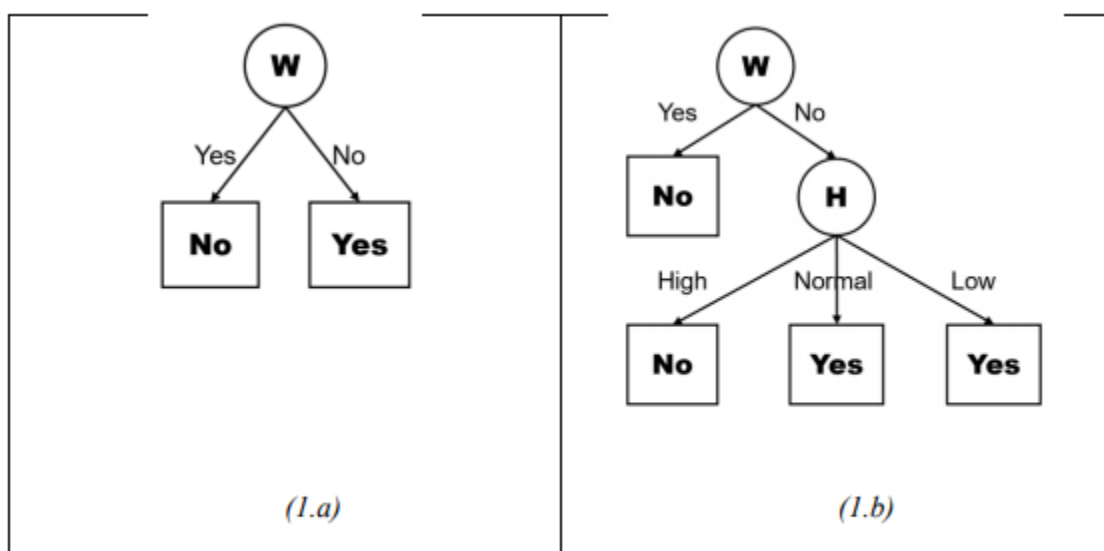 W
Yes
No
No
Yes
(1.a)
W
Yes
No
No
H
High
Normal
Low
No
Yes
Yes
(1.b)